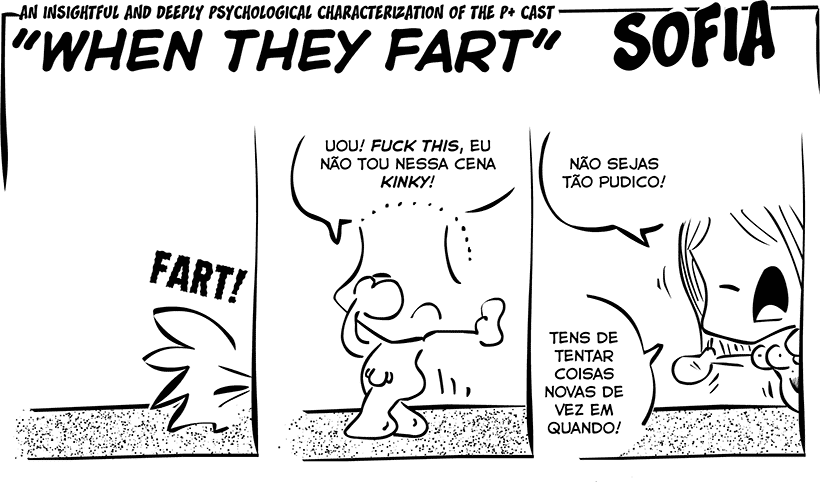 AN INSIGHTFUL AND DEEPLY PSYCHOLOGICAL CHARACTERIZATION OF THE P+ CAST
"WHEN THEY FART"
SOFIA
FART!
UOU! FUCK THIS, EU
NÃO TOU NESSA CENA
KINKY!
NÃO SEJAS
TÃO PUDICO!
TENS DE
TENTAR
COISAS
NOVAS DE
VEZ EM
QUANDO!